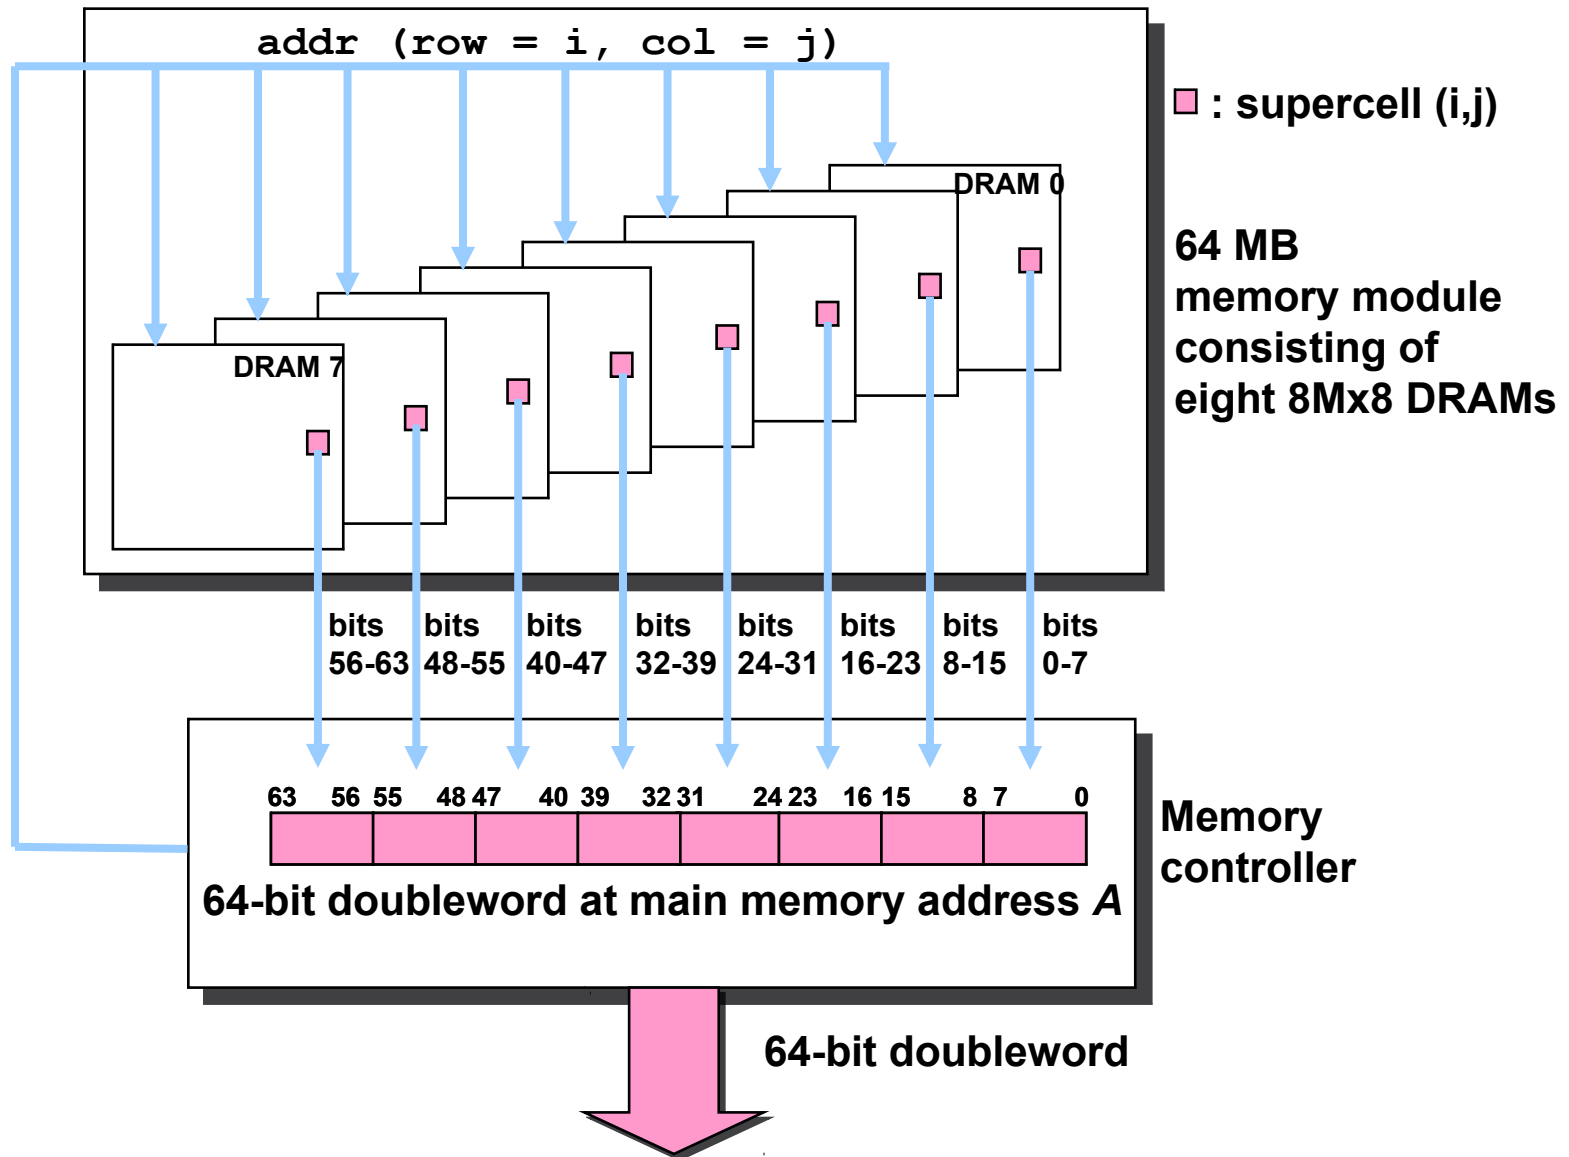 addr (row = i, col = j)
: supercell (i,j)
DRAM 0
64 MB
memory module
consisting of
eight 8Mx8 DRAMs
DRAM 7
bits bits bits bits bits bits bits bits
56-63 48-55 40-47 32-39 24-31 16-23 8-15 0-7
63 56 55 48 47 40 39 32 31 24 23 16 15 8 7 0
Memory
controller
64-bit doubleword at main memory address A
64-bit doubleword